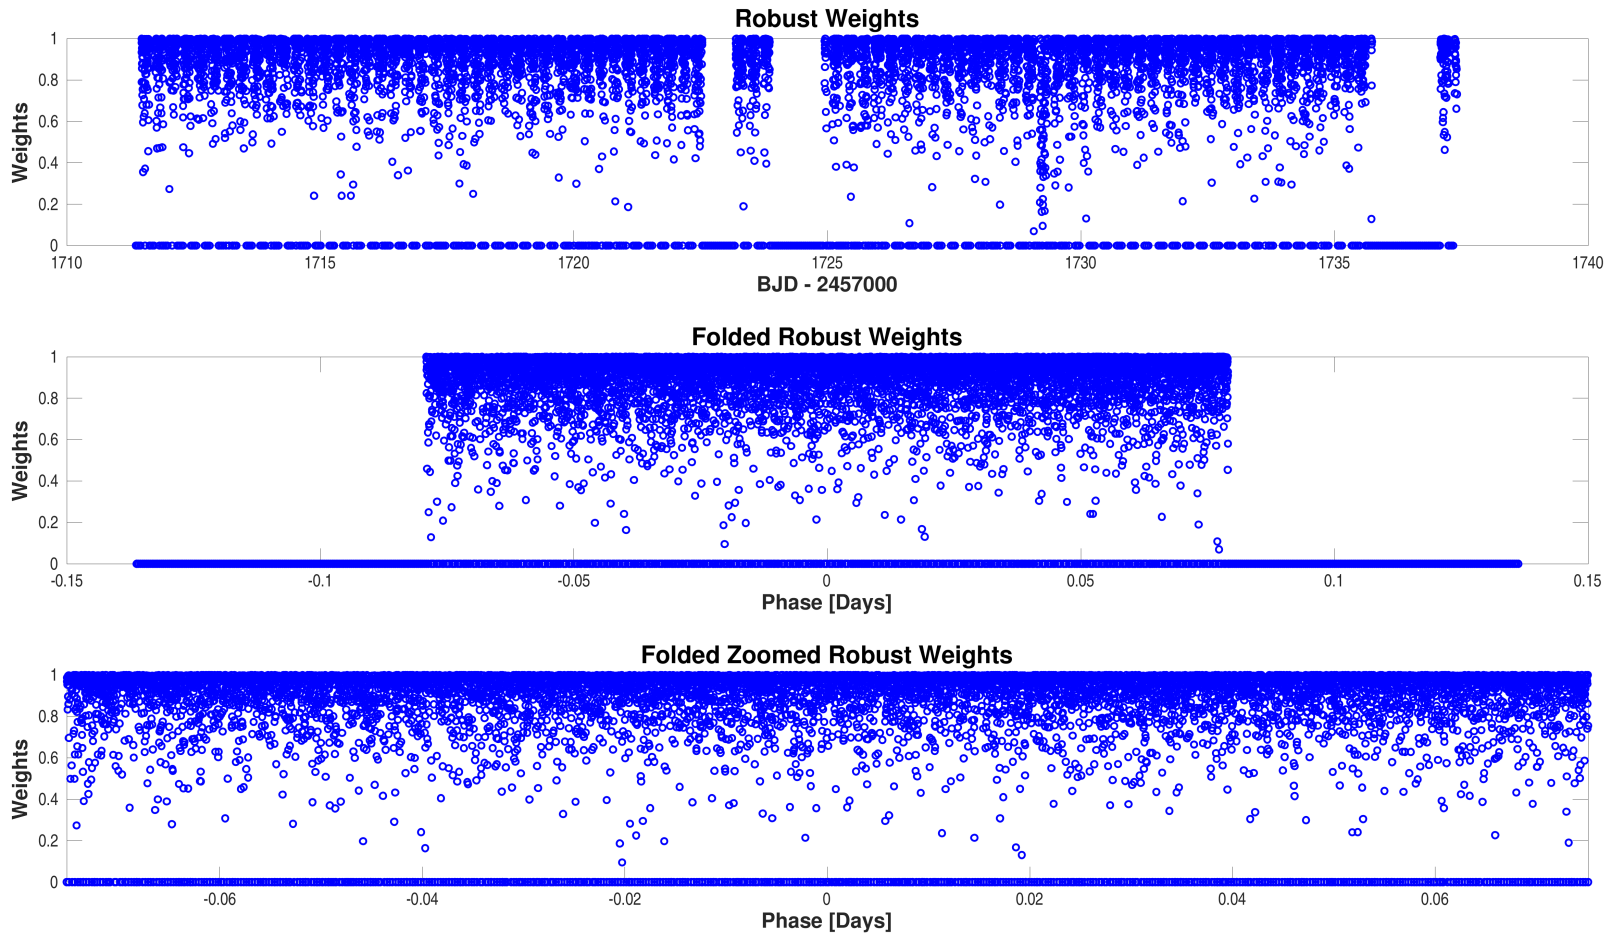 Robust Weights
1
0.8
0.6
0.4
0.2
0
Weights
1710 1715 1720 1725 1730 1735 1740
BJD - 2457000
Folded Robust Weights
1
0.8
0.6
0.4
0.2
0
Weights
-0.15 -0.1 -0.05 0 0.05 0.1 0.15
Phase [Days]
Folded Zoomed Robust Weights
1
0.8
0.6
0.4
0.2
0
Weights
-0.06 -0.04 -0.02 0 0.02 0.04 0.06
Phase [Days]